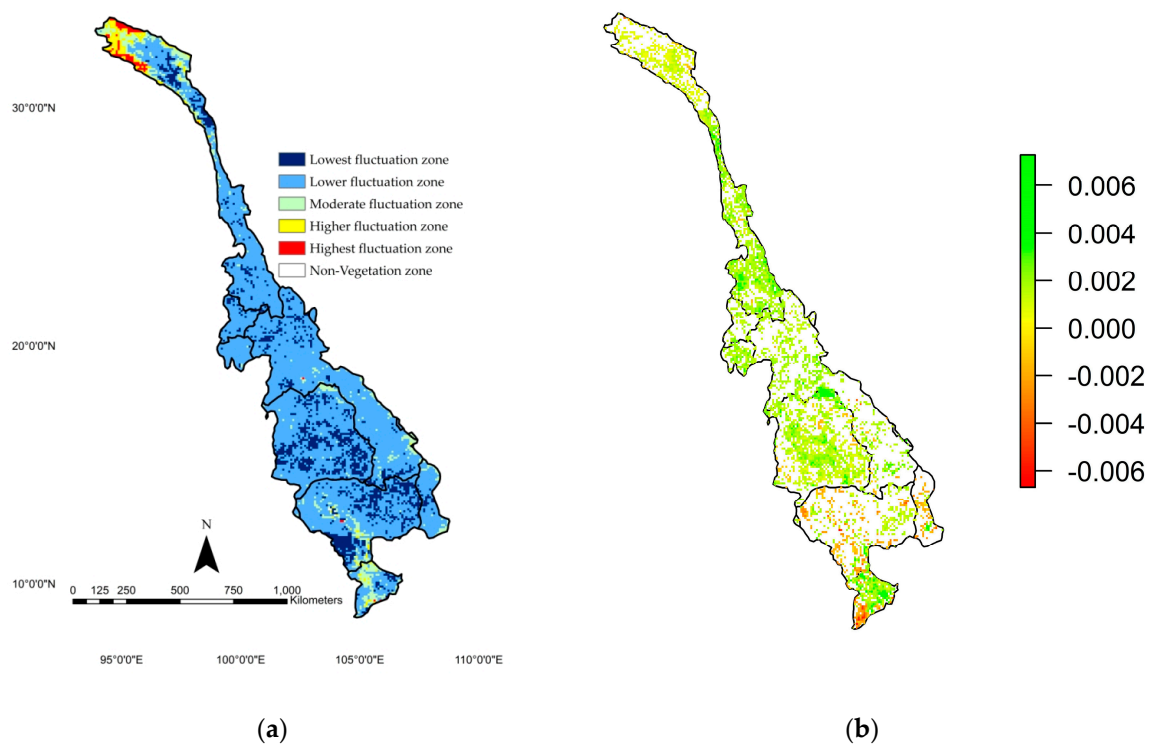 30°0'0"N
20°0'0"N
10°0'0"N
Lowest fluctuation zone
Lower fluctuation zone
Moderate fluctuation zone
Higher fluctuation zone
Highest fluctuation zone
Non-Vegetation zone
N
0 125 250 500 750 1,000
Kilometers
95°0'0"E 100°0'0"E 105°0'0"E 110°0'0"E
0.006
0.004
0.002
0.000
-0.002
-0.004
-0.006
(a) (b)